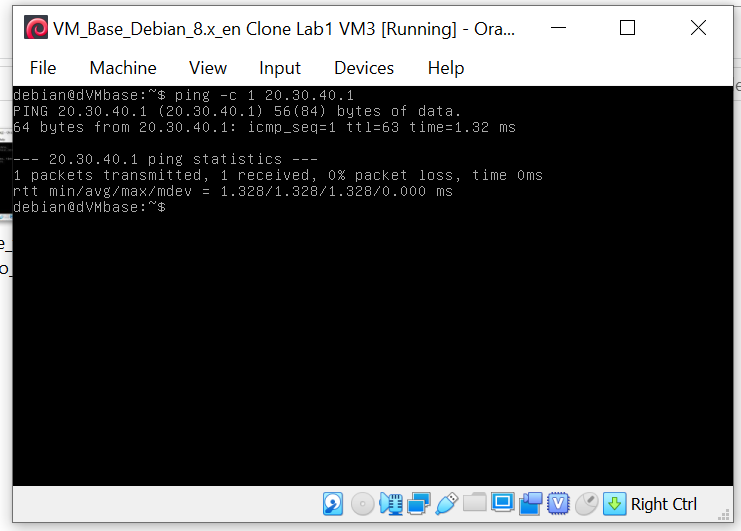 VM_Base_Debian_8.x_en Clone Lab1 VM3 [Running] - Ora...
File Machine View Input Devices Help
debian@dVMbase:~$ ping -c 1 20.30.40.1
PING 20.30.40.1 (20.30.40.1) 56(84) bytes of data.
64 bytes from 20.30.40.1: icmp_seq=1 ttl=63 time=1.32 ms
--- 20.30.40.1 ping statistics ---
1 packets transmitted, 1 received, 0% packet loss, time 0ms
rtt min/avg/max/mdev = 1.328/1.328/1.328/0.000 ms
debian@dVMbase:~$
Right Ctrl